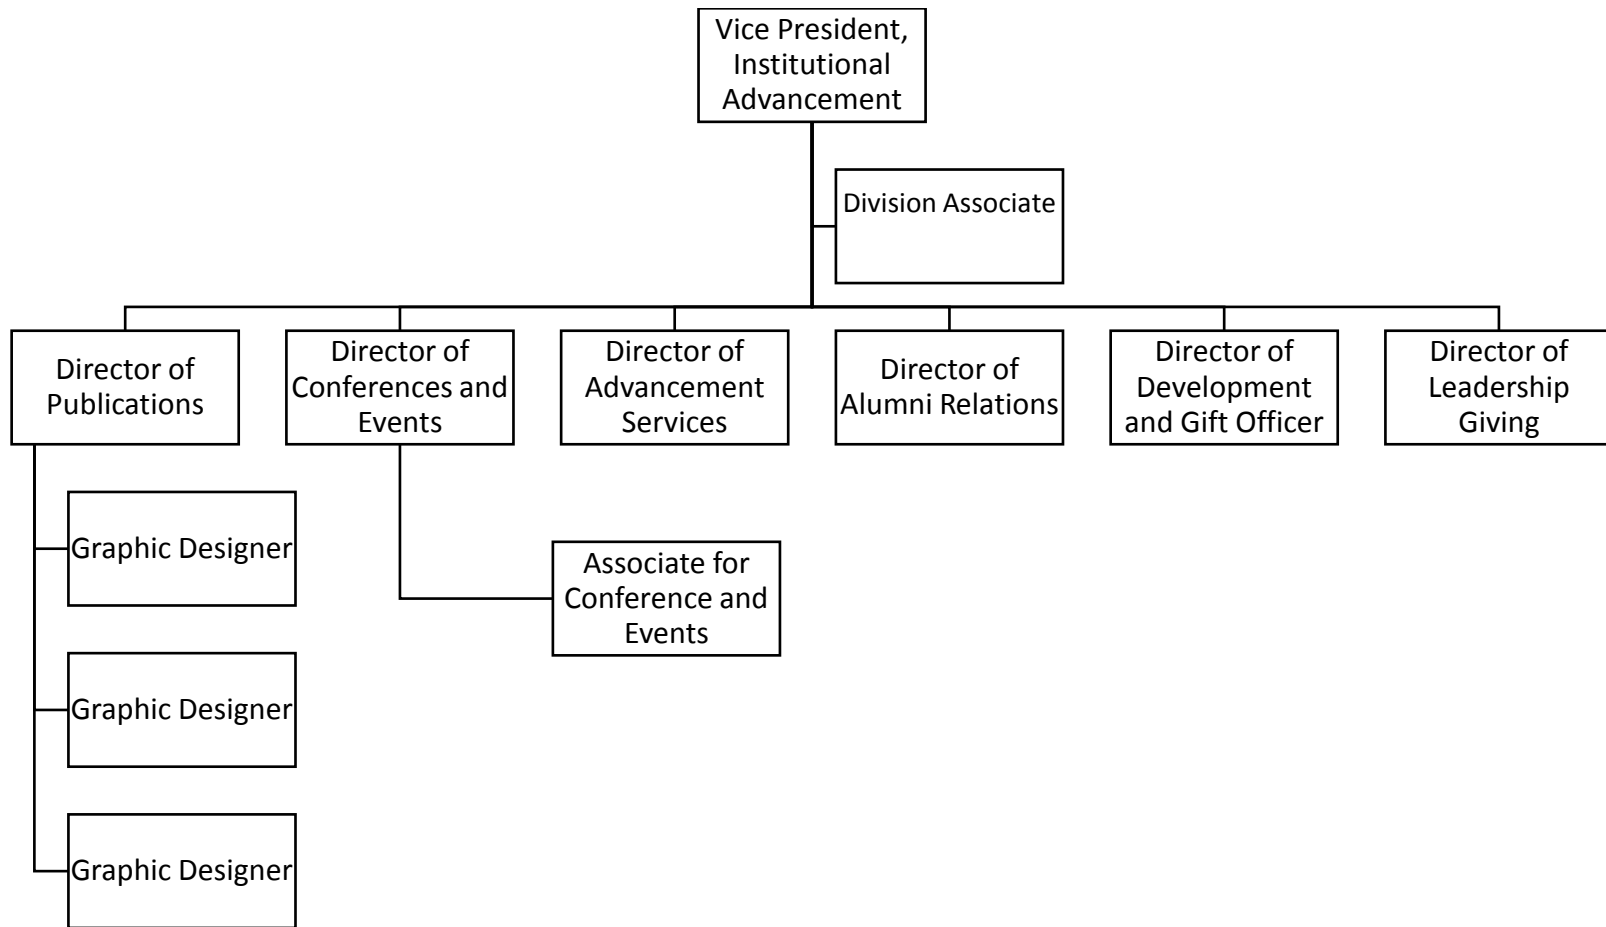 Vice President,
Institutional
Advancement
Division Associate
Director of
Publications
Director of
Conferences and
Events
Director of
Advancement
Services
Director of
Alumni Relations
Director of
Development
and Gift Officer
Director of
Leadership
Giving
Graphic Designer
Associate for
Conference and
Events
Graphic Designer
Graphic Designer